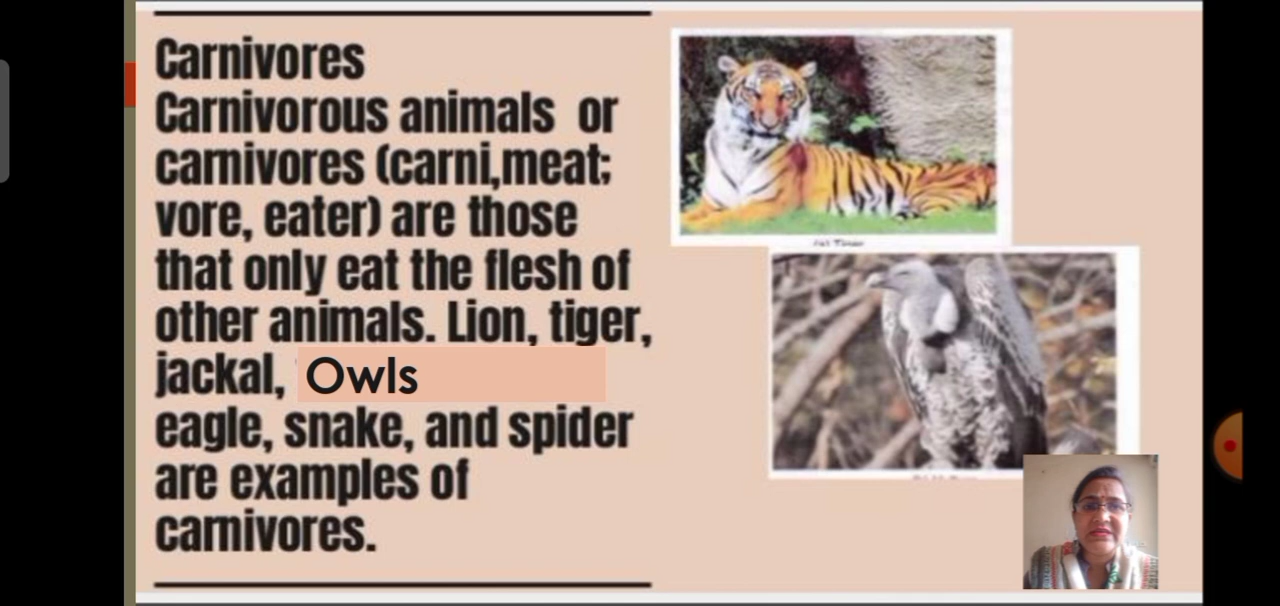 Carnivores
Carnivorous animals or
carnivores (carni,meat;
vore, eater) are those
that only eat the flesh of
other animals. Lion, tiger,
jackal, Owls
eagle, snake, and spider
are examples of
carnivores.
(a) Tiger